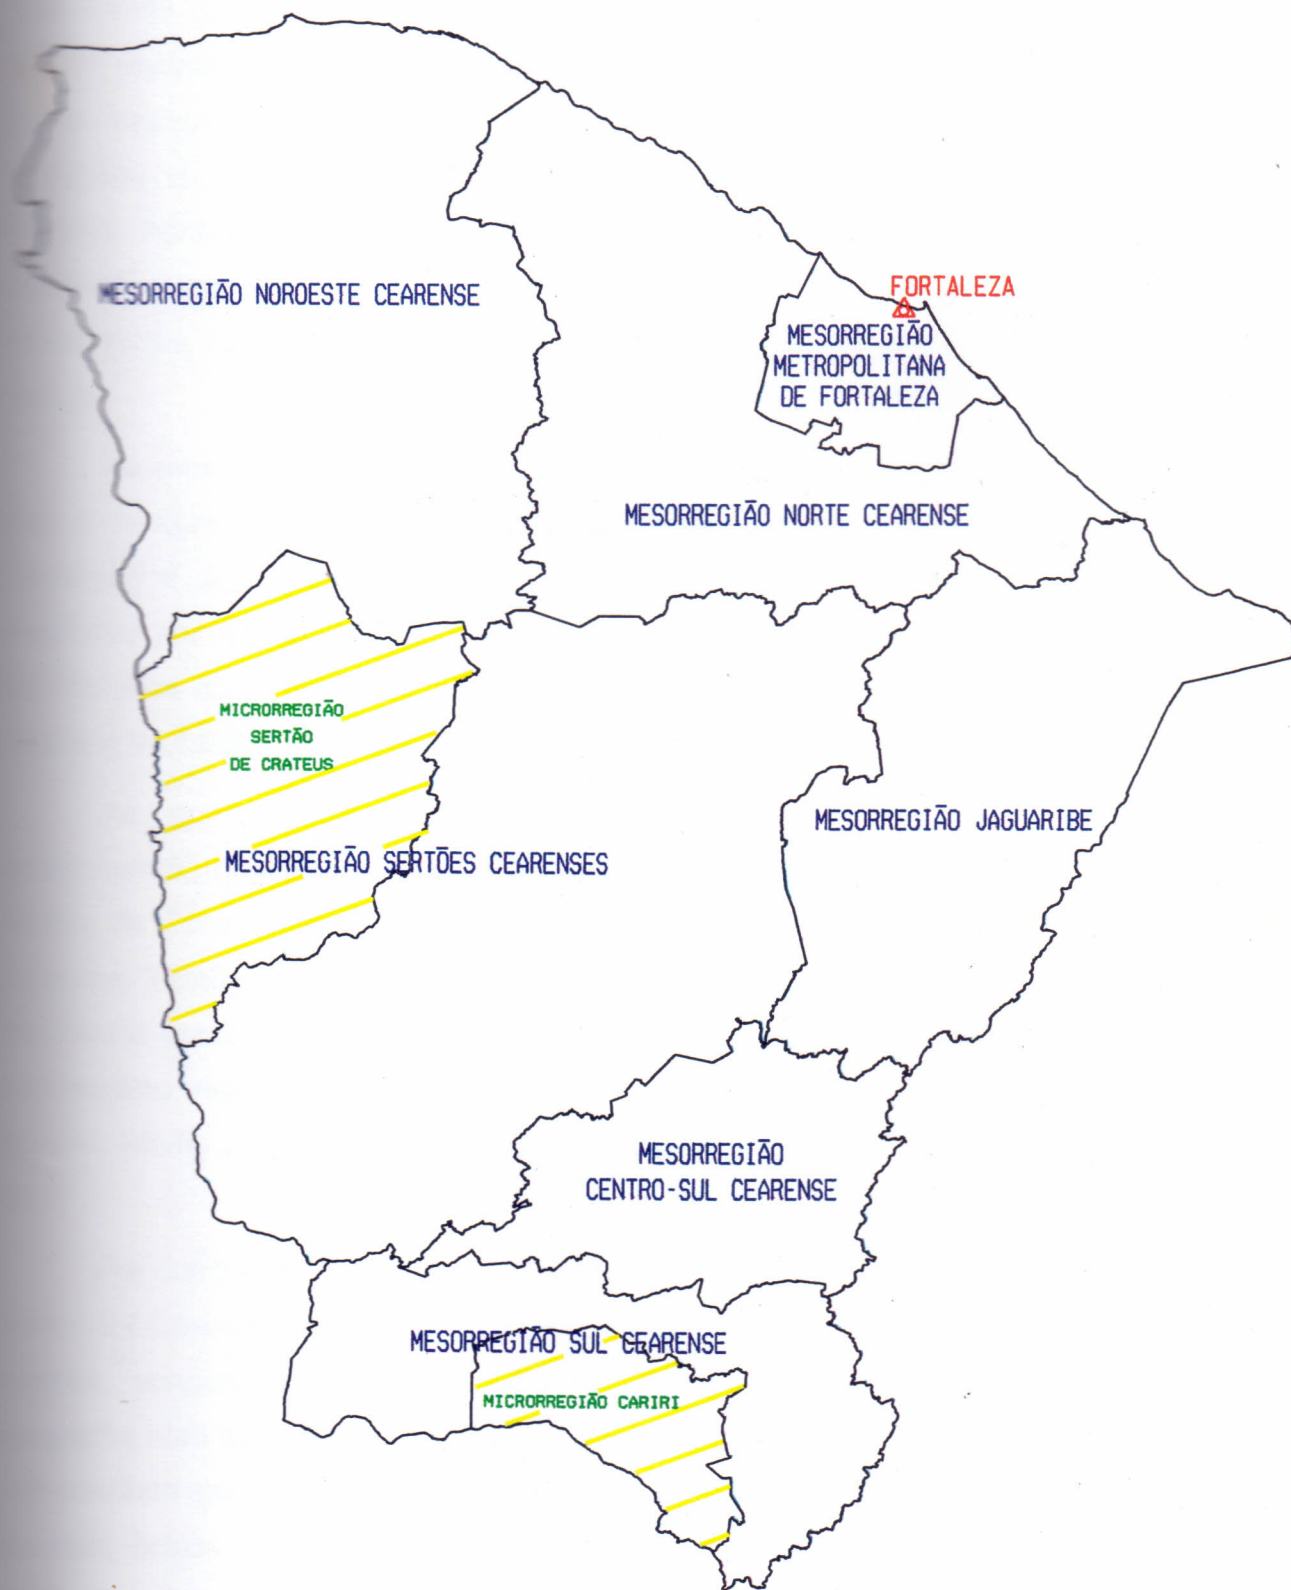 MESORREGIÃO NOROESTE CEARENSE
FORTALEZA
MESORREGIÃO
METROPOLITANA
DE FORTALEZA
MESORREGIÃO NORTE CEARENSE
MICRORREGIÃO
SERTÃO
DE CRATEUS
MESORREGIÃO JAGUARIBE
MESORREGIÃO SERTÕES CEARENSES
MESORREGIÃO
CENTRO-SUL CEARENSE
MESORREGIÃO SUL CEARENSE
MICRORREGIÃO CARIRI